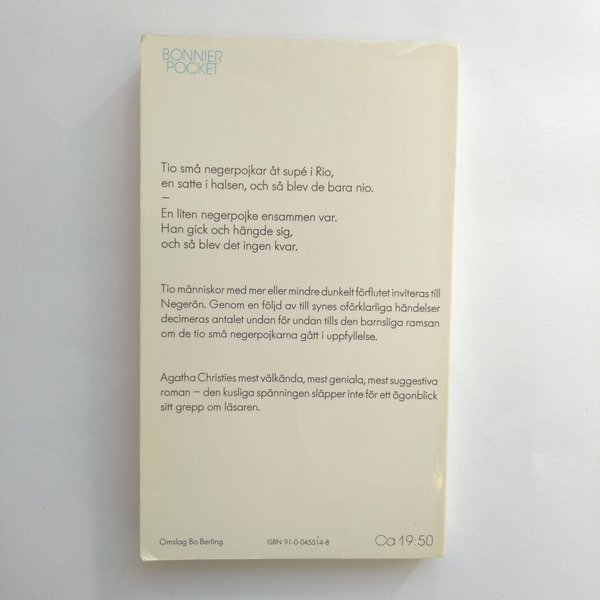 BONNIER
POCKET
Tio små negerpojkar åt supé i Rio,
en satte i halsen, och så blev de bara nio.
—
En liten negerpojke ensammen var.
Han gick och hängde sig,
och så blev det ingen kvar.
Tio människor med mer eller mindre dunkelt förflutet inviteras till
Negerön. Genom en följd av till synes oförklarliga händelser
decimeras antalet undan för undan tills den barnsliga ramsan
om de tio små negerpojkarna gått i uppfyllelse.
Agatha Christies mest välkända, mest geniala, mest suggestiva
roman – den kusliga spänningen släpper inte för ett ögonblick
sitt grepp om läsaren.
Omslag Bo Berling ISBN 91-0-045514-8 Ca 19:50